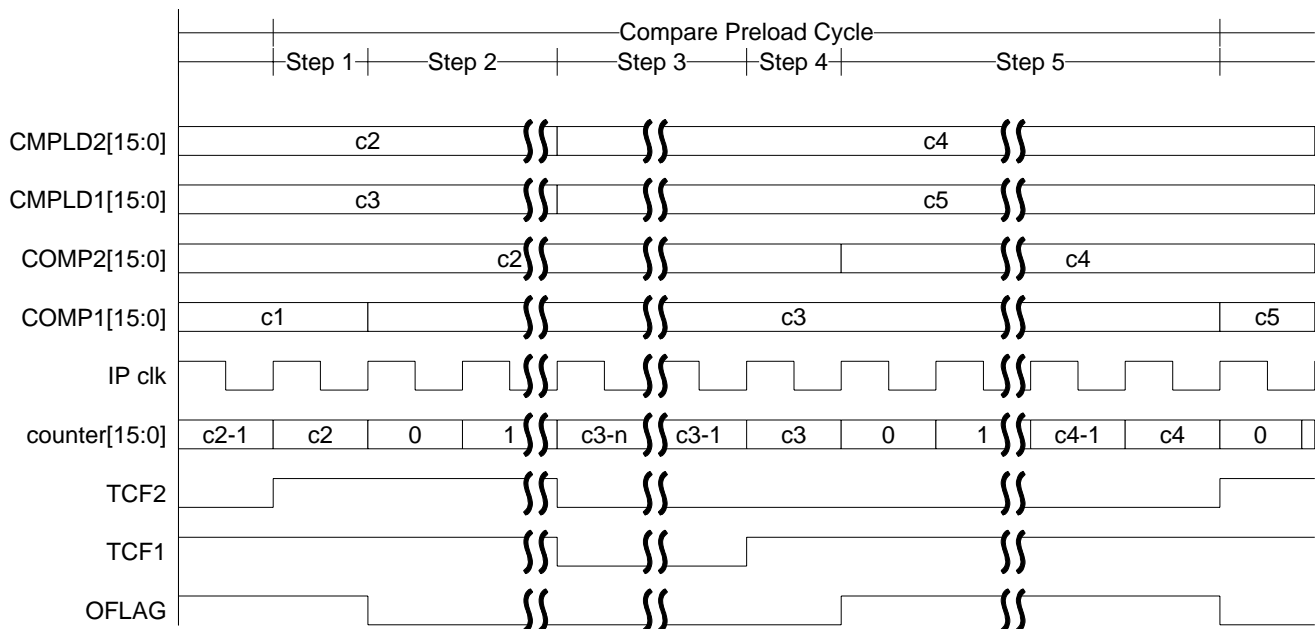 Compare Preload Cycle
Step 1 Step 2 Step 3 Step 4 Step 5
CMPLD2[15:0] c2 c4
CMPLD1[15:0] c3 c5
COMP2[15:0] c2 c4
COMP1[15:0] c1 c3 c5
IP clk
counter[15:0] c2-1 c2 0 1 c3-n c3-1 c3 0 1 c4-1 c4 0
TCF2
TCF1
OFLAG